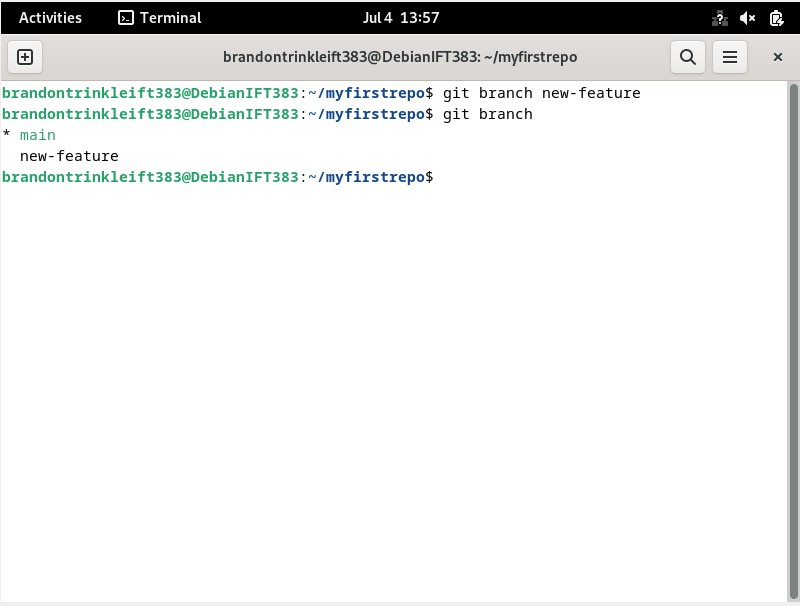 Activities Terminal Jul 4 13:57
brandontrinkleift383@DebianIFT383: ~/myfirstrepo
brandontrinkleift383@DebianIFT383:~/myfirstrepo$ git branch new-feature
brandontrinkleift383@DebianIFT383:~/myfirstrepo$ git branch
* main
  new-feature
brandontrinkleift383@DebianIFT383:~/myfirstrepo$